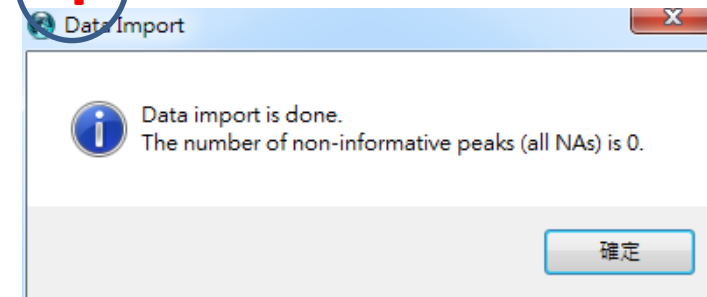 Data Import
Data import is done.
The number of non-informative peaks (all NAs) is 0.
確定